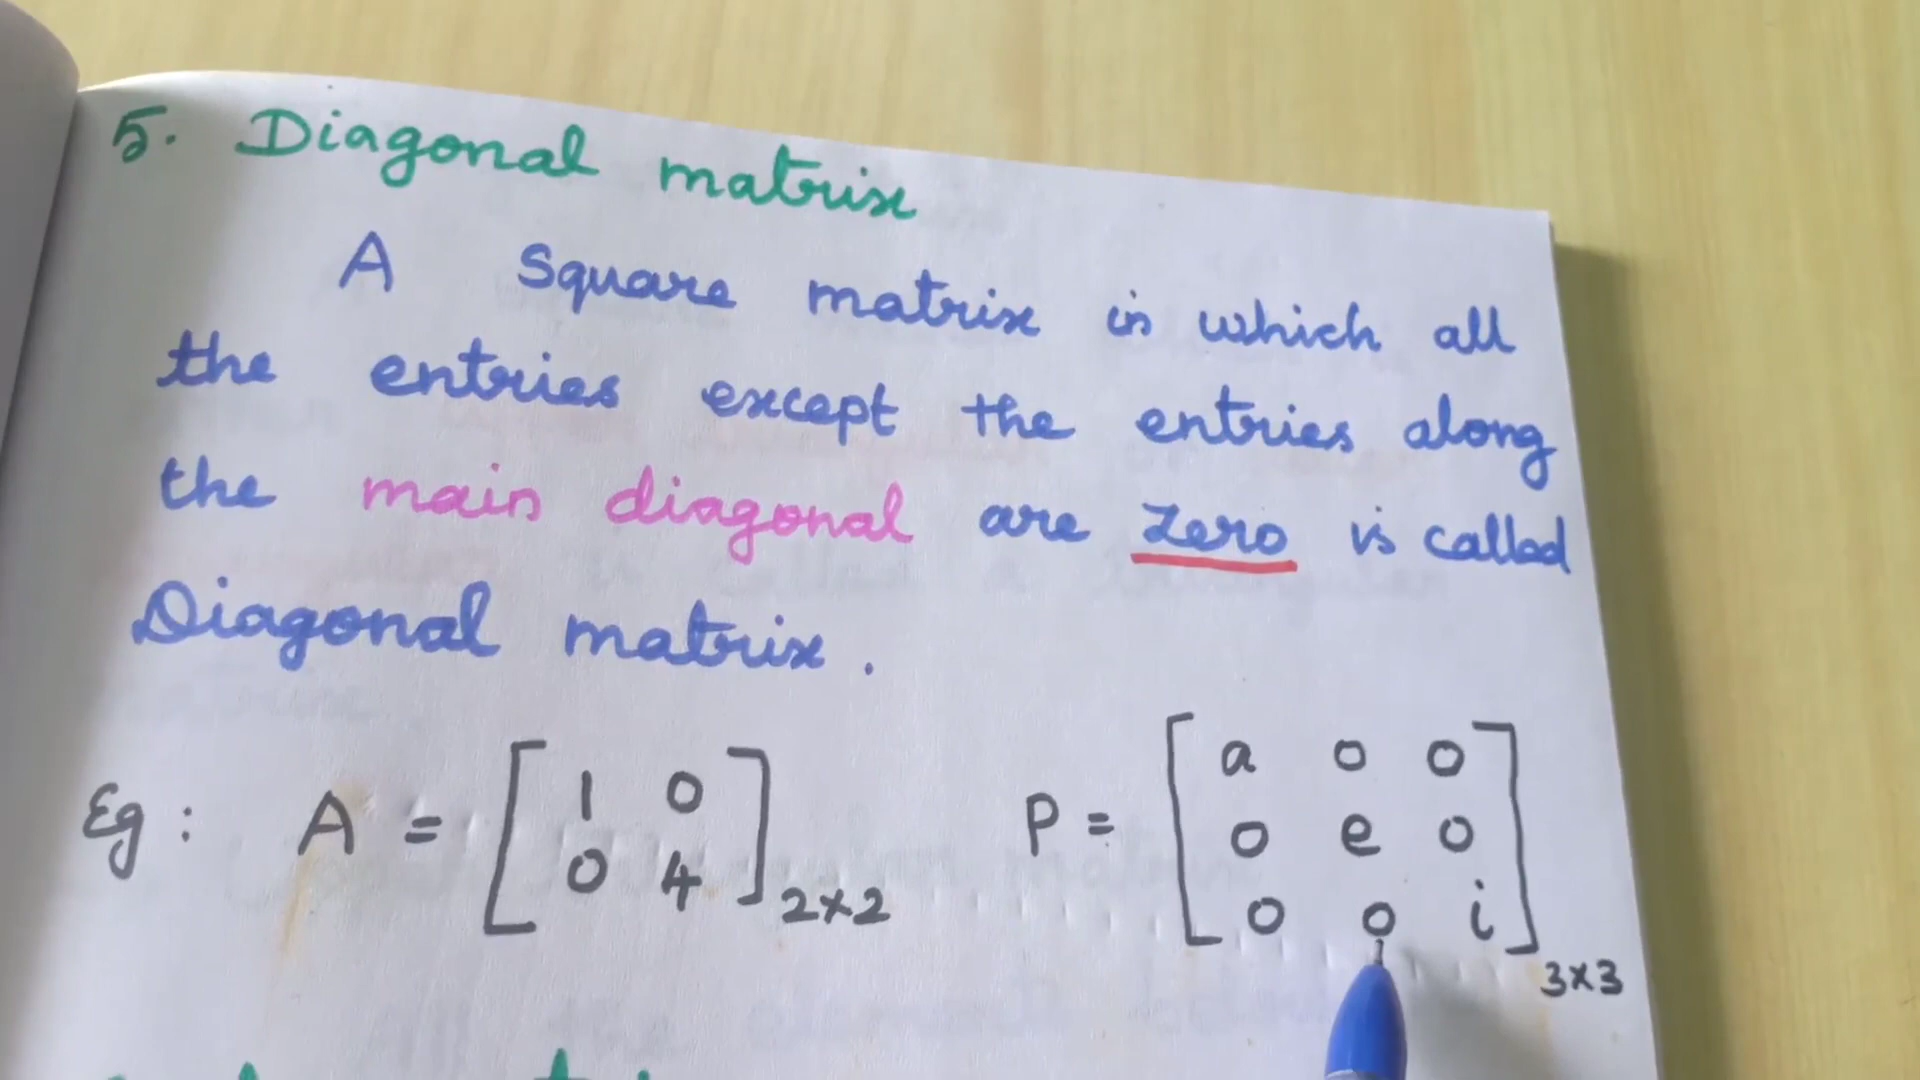 5. Diagonal matrix
A Square matrix in which all
the entries except the entries along
the main diagonal are zero is called
Diagonal matrix.
Eg : A = [ 1 0
0 4 ] 2×2
P = [ a 0 0
0 e 0
0 0 i ] 3×3